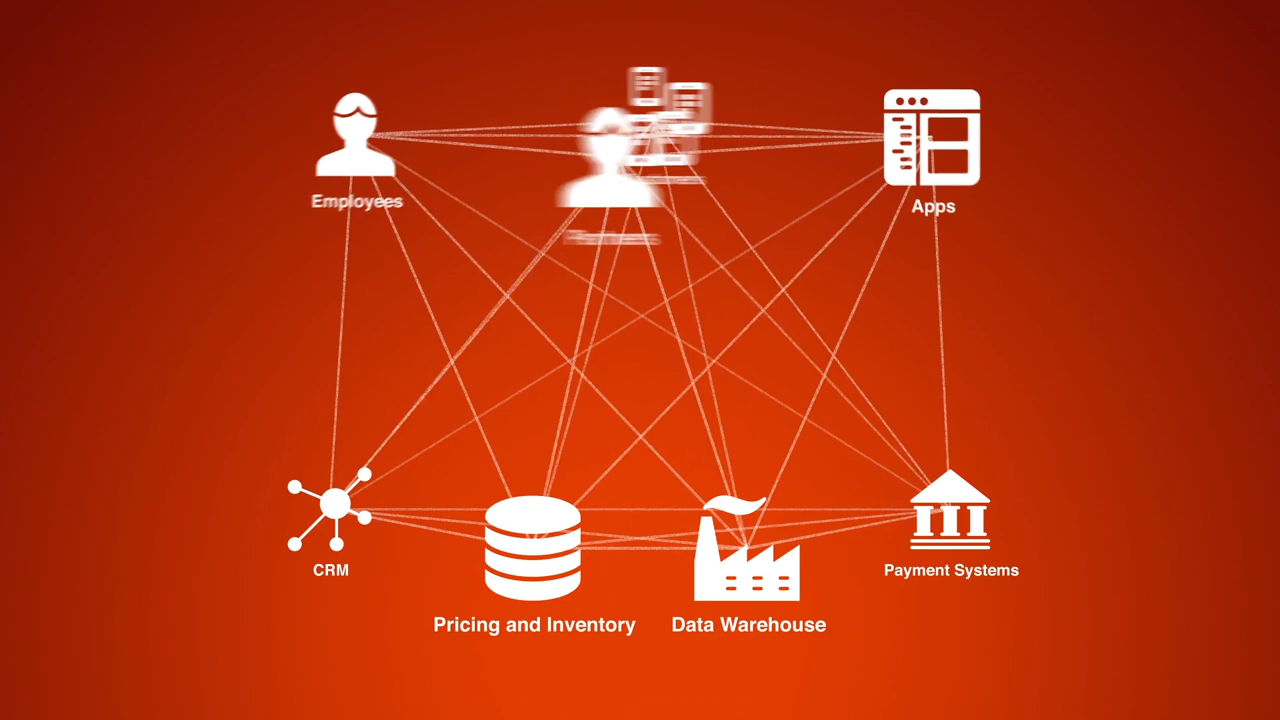 Employees
Apps
CRM
Payment Systems
Pricing and Inventory
Data Warehouse